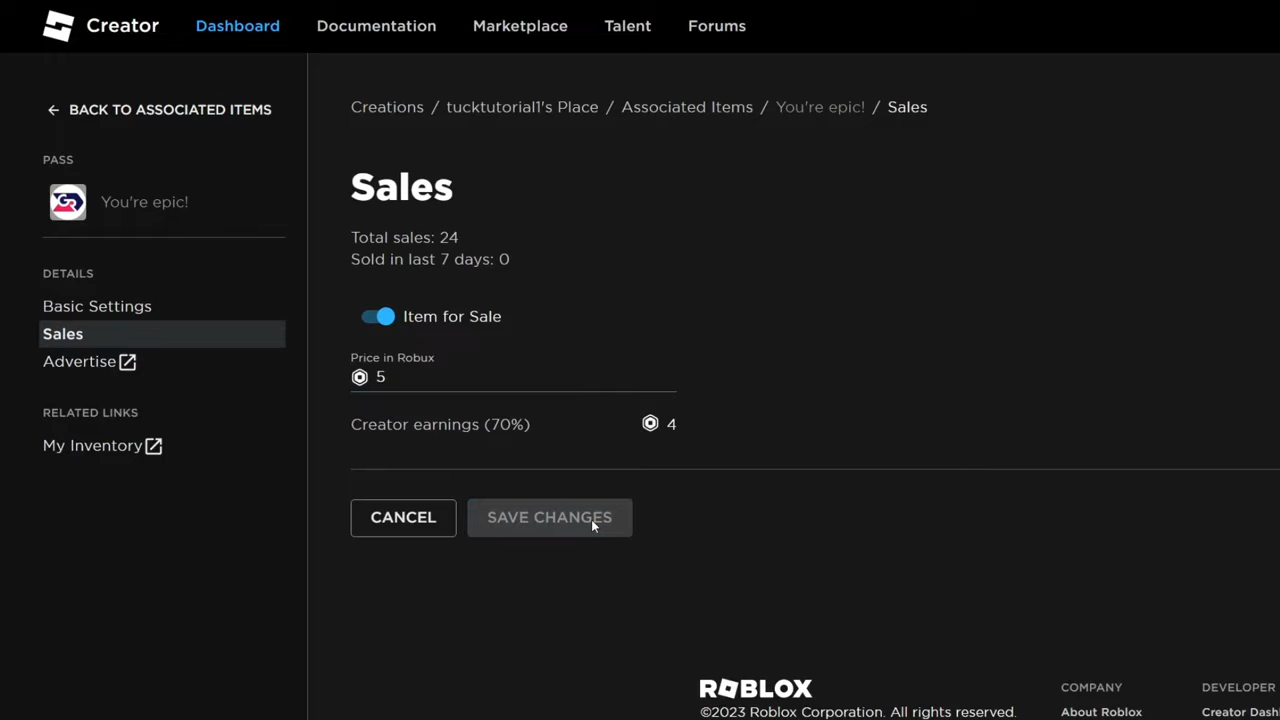 Creator
Dashboard
Documentation
Marketplace
Talent
Forums
BACK TO ASSOCIATED ITEMS
PASS
You're epic!
DETAILS
Basic Settings
Sales
Advertise
RELATED LINKS
My Inventory
Creations / tucktutorial1's Place / Associated Items / You're epic! / Sales
Sales
Total sales: 24
Sold in last 7 days: 0
Item for Sale
Price in Robux
5
Creator earnings (70%) 4
CANCEL
SAVE CHANGES
ROBLOX
©2023 Roblox Corporation. All rights reserved.
COMPANY
About Roblox
DEVELOPER
Creator Dash